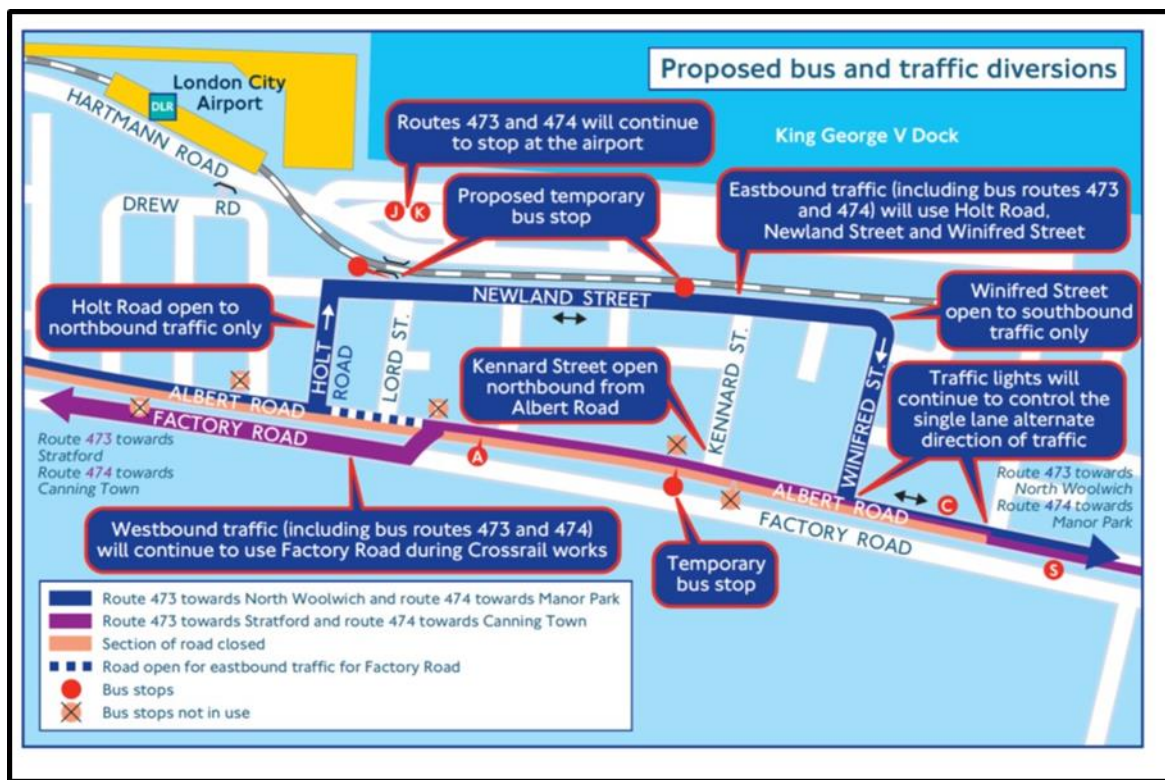 Proposed bus and traffic diversions
London City
Airport
DLR
HARTMANN ROAD
King George V Dock
Routes 473 and 474 will continue
to stop at the airport
DREW RD
J K
Proposed temporary
bus stop
Eastbound traffic (including bus routes 473
and 474) will use Holt Road,
Newland Street and Winifred Street
Holt Road open to
northbound traffic only
NEWLAND STREET
Winifred Street
open to southbound
traffic only
HOLT
ROAD
LORD ST.
Kennard Street open
northbound from
Albert Road
KENNARD ST.
WINIFRED ST.
Traffic lights will
continue to control the
single lane alternate
direction of traffic
ALBERT ROAD
FACTORY ROAD
A
Route 473 towards
Stratford
Route 474 towards
Canning Town
ALBERT ROAD
FACTORY ROAD
C
Route 473 towards
North Woolwich
Route 474 towards
Manor Park
S
Westbound traffic (including bus routes 473 and 474)
will continue to use Factory Road during Crossrail works
Temporary
bus stop
Route 473 towards North Woolwich and route 474 towards Manor Park
Route 473 towards Stratford and route 474 towards Canning Town
Section of road closed
Road open for eastbound traffic for Factory Road
Bus stops
Bus stops not in use